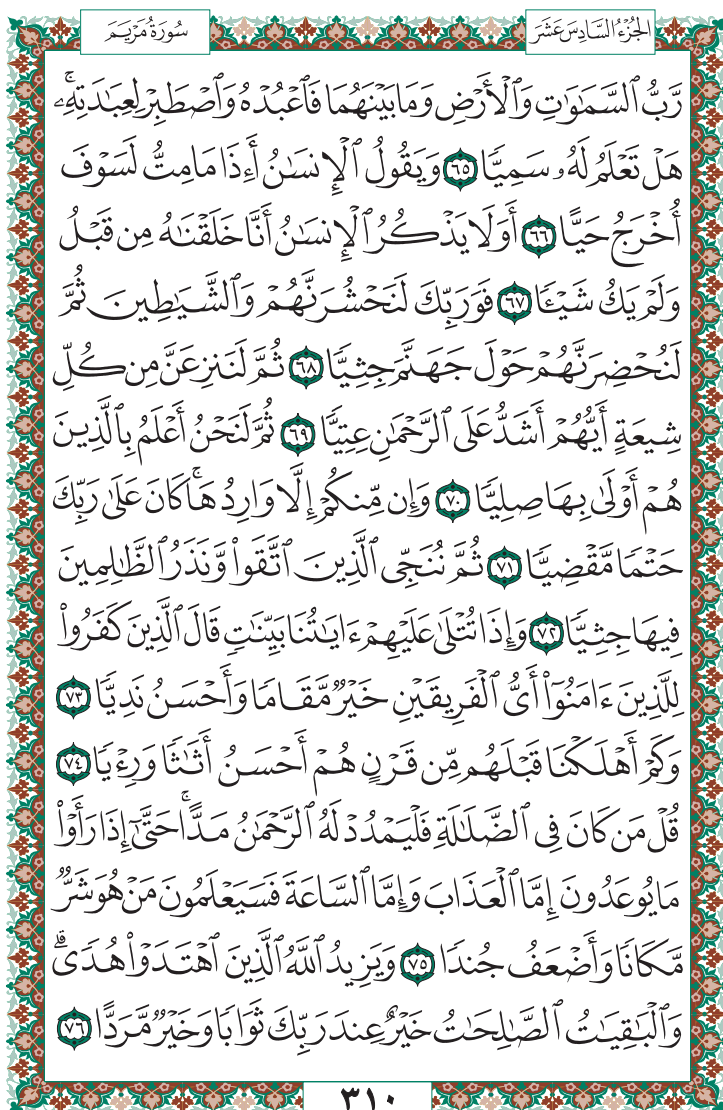 الجُزْءُ السَّادِسَ عَشَرَ
سُورَةُ مَرْيَمَ
رَّبُّ ٱلسَّمَٰوَٰتِ وَٱلْأَرْضِ وَمَا بَيْنَهُمَا فَٱعْبُدْهُ وَٱصْطَبِرْ لِعِبَٰدَتِهِۦۚ
هَلْ تَعْلَمُ لَهُۥ سَمِيًّا ٦٥ وَيَقُولُ ٱلْإِنسَٰنُ أَءِذَا مَا مِتُّ لَسَوْفَ
أُخْرَجُ حَيًّا ٦٦ أَوَلَا يَذْكُرُ ٱلْإِنسَٰنُ أَنَّا خَلَقْنَٰهُ مِن قَبْلُ
وَلَمْ يَكُ شَيْـًٔا ٦٧ فَوَرَبِّكَ لَنَحْشُرَنَّهُمْ وَٱلشَّيَٰطِينَ ثُمَّ
لَنُحْضِرَنَّهُمْ حَوْلَ جَهَنَّمَ جِثِيًّا ٦٨ ثُمَّ لَنَنزِعَنَّ مِن كُلِّ
شِيعَةٍ أَيُّهُمْ أَشَدُّ عَلَى ٱلرَّحْمَٰنِ عِتِيًّا ٦٩ ثُمَّ لَنَحْنُ أَعْلَمُ بِٱلَّذِينَ
هُمْ أَوْلَىٰ بِهَا صِلِيًّا ٧٠ وَإِن مِّنكُمْ إِلَّا وَارِدُهَاۚ كَانَ عَلَىٰ رَبِّكَ
حَتْمًا مَّقْضِيًّا ٧١ ثُمَّ نُنَجِّى ٱلَّذِينَ ٱتَّقَوا۟ وَّنَذَرُ ٱلظَّٰلِمِينَ
فِيهَا جِثِيًّا ٧٢ وَإِذَا تُتْلَىٰ عَلَيْهِمْ ءَايَٰتُنَا بَيِّنَٰتٍ قَالَ ٱلَّذِينَ كَفَرُوا۟
لِلَّذِينَ ءَامَنُوٓا۟ أَىُّ ٱلْفَرِيقَيْنِ خَيْرٌ مَّقَامًا وَأَحْسَنُ نَدِيًّا ٧٣
وَكَمْ أَهْلَكْنَا قَبْلَهُم مِّن قَرْنٍ هُمْ أَحْسَنُ أَثَٰثًا وَرِءْيًا ٧٤
قُلْ مَن كَانَ فِى ٱلضَّلَٰلَةِ فَلْيَمْدُدْ لَهُ ٱلرَّحْمَٰنُ مَدًّاۚ حَتَّىٰٓ إِذَا رَأَوْا۟
مَا يُوعَدُونَ إِمَّا ٱلْعَذَابَ وَإِمَّا ٱلسَّاعَةَ فَسَيَعْلَمُونَ مَنْ هُوَ شَرٌّ
مَّكَانًا وَأَضْعَفُ جُندًا ٧٥ وَيَزِيدُ ٱللَّهُ ٱلَّذِينَ ٱهْتَدَوْا۟ هُدًىۗ
وَٱلْبَٰقِيَٰتُ ٱلصَّٰلِحَٰتُ خَيْرٌ عِندَ رَبِّكَ ثَوَابًا وَخَيْرٌ مَّرَدًّا ٧٦
٣١٠